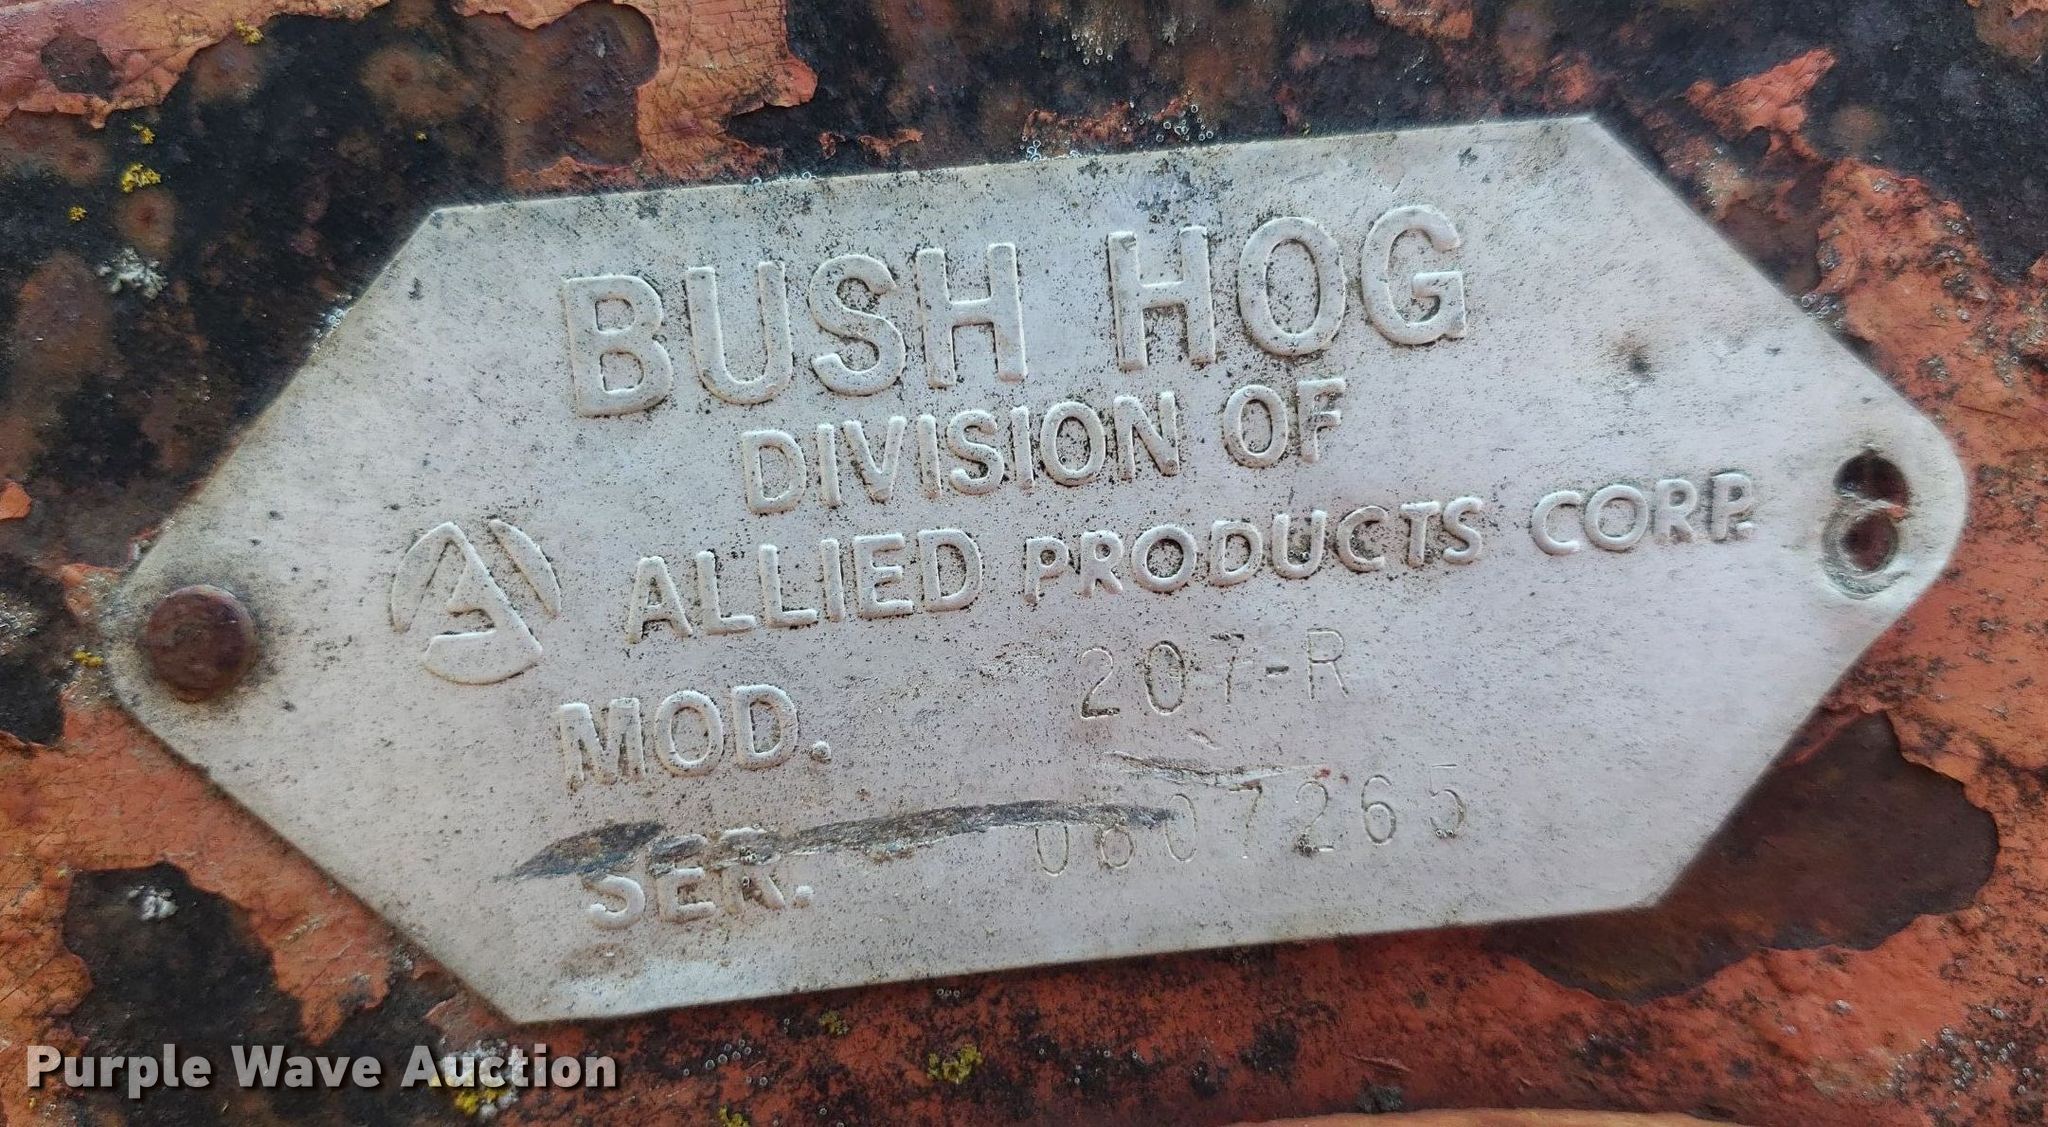 BUSH HOG
DIVISION OF
ALLIED PRODUCTS CORP.
MOD. 207-R
SER. 0807265
Purple Wave Auction